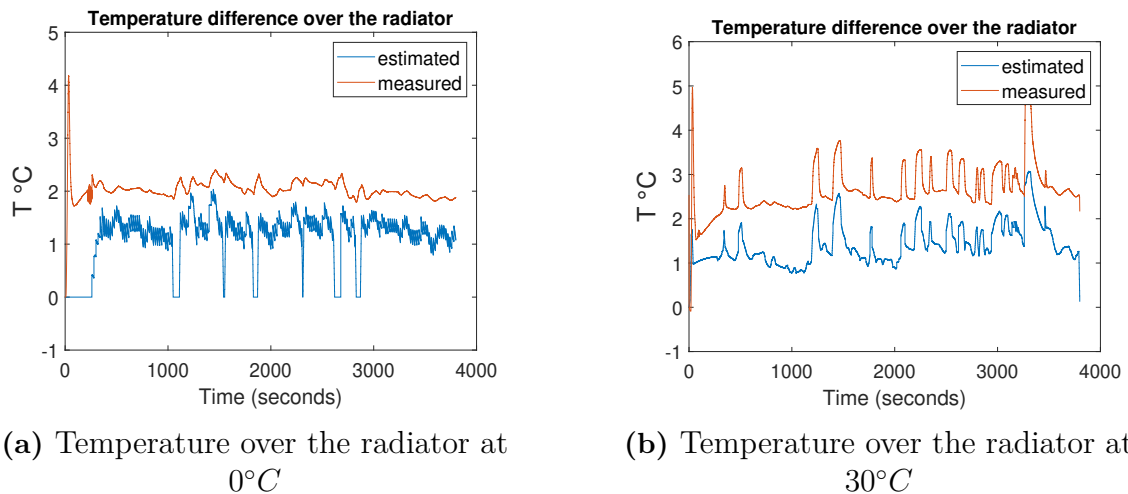 Temperature difference over the radiator
5
4
3
2
1
0
-1
T °C
estimated
measured
0 1000 2000 3000 4000
Time (seconds)
(a) Temperature over the radiator at
0°C
Temperature difference over the radiator
6
5
4
3
2
1
0
-1
T °C
estimated
measured
0 1000 2000 3000 4000
Time (seconds)
(b) Temperature over the radiator at
30°C